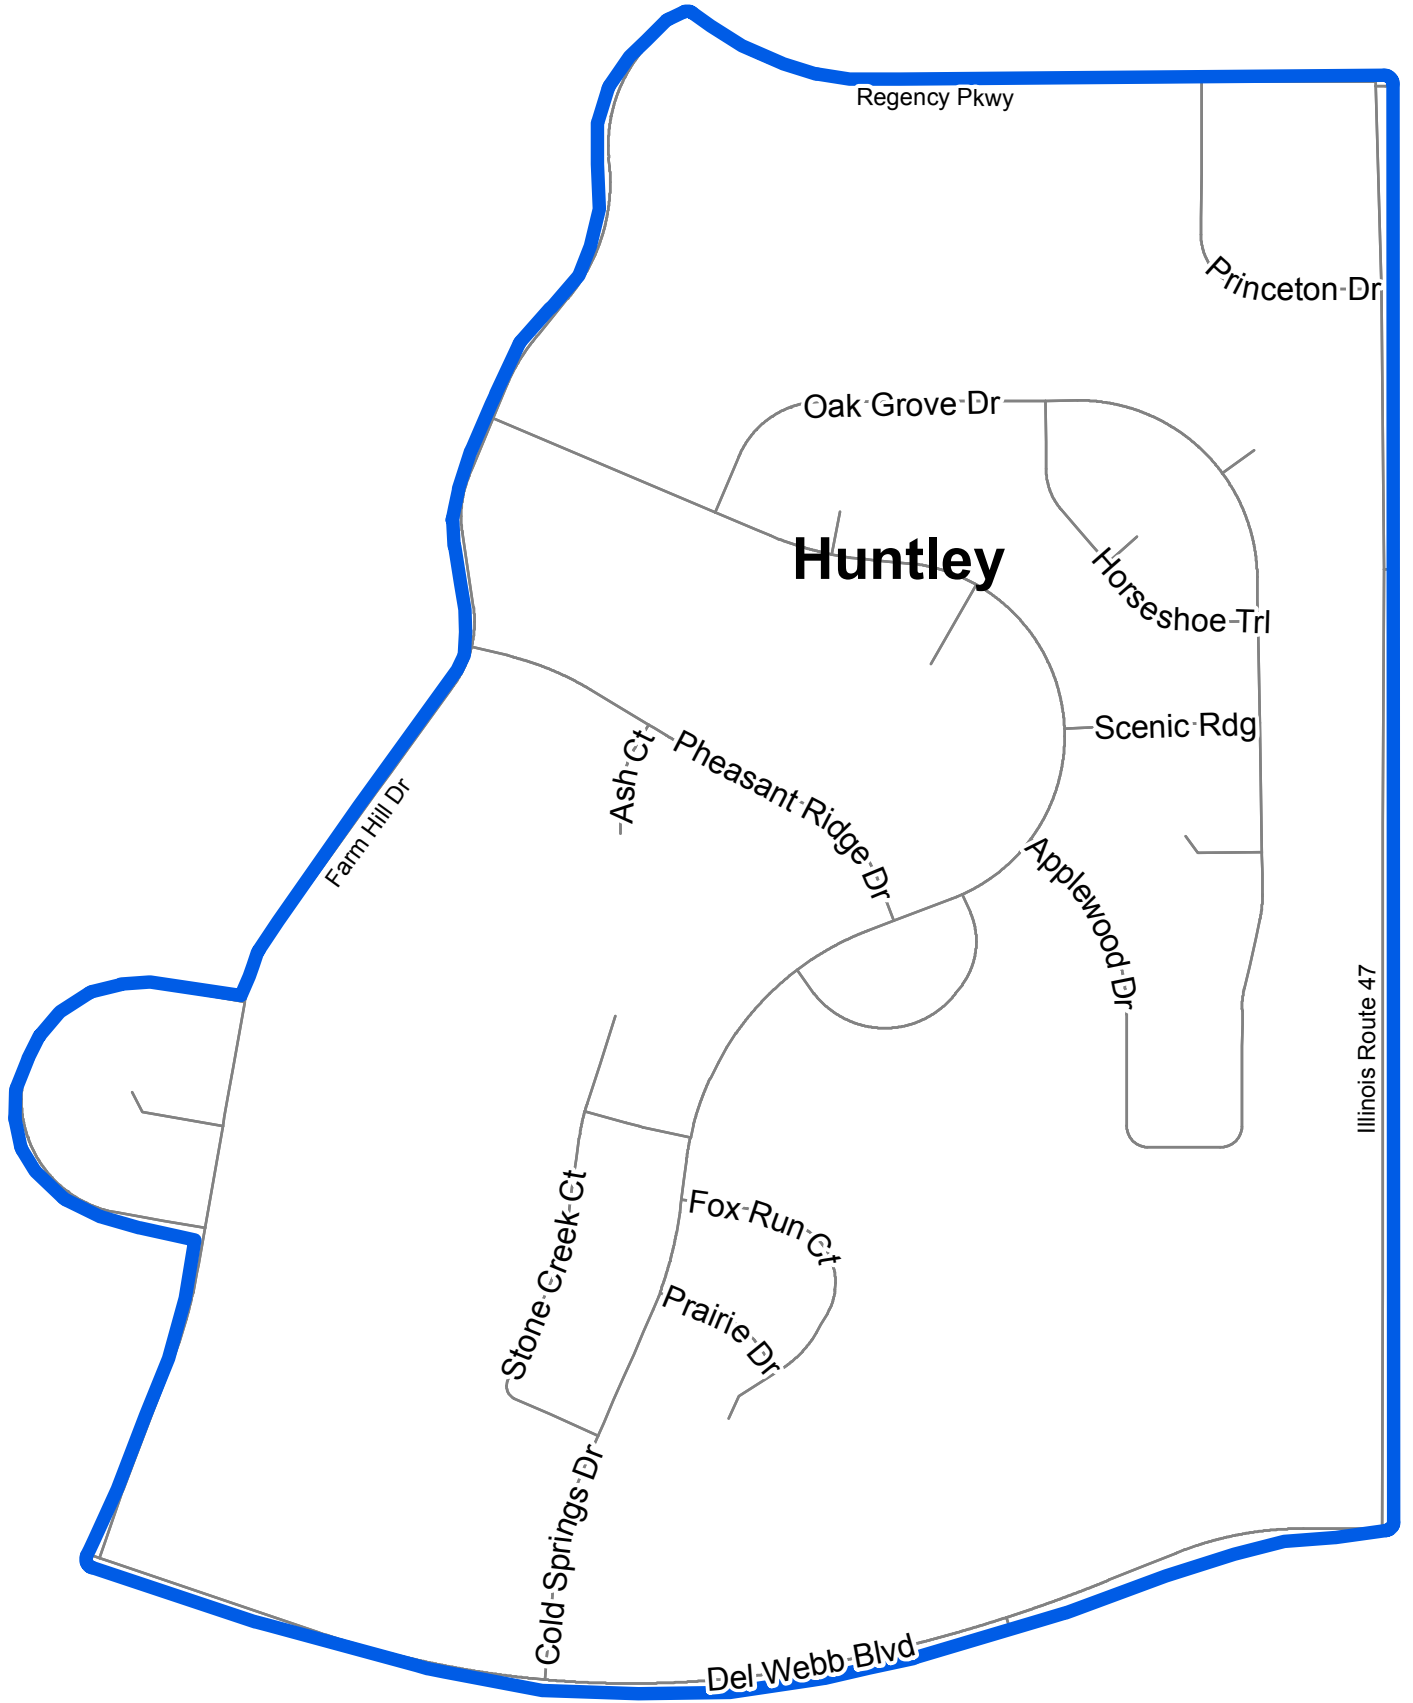 Regency Pkwy
Princeton Dr
Oak Grove Dr
Huntley
Horseshoe Trl
Scenic Rdg
Ash Ct
Pheasant Ridge Dr
Farm Hill Dr
Applewood Dr
Illinois Route 47
Stone Creek Ct
Fox Run Ct
Prairie Dr
Cold Springs Dr
Del Webb Blvd